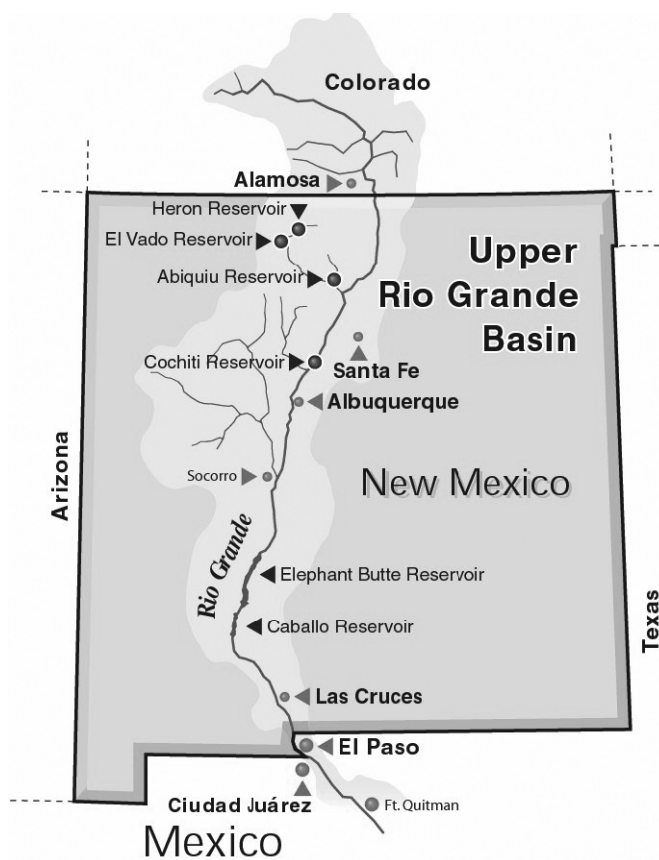 Colorado
Alamosa
Heron Reservoir
El Vado Reservoir
Upper
Rio Grande
Basin
Abiquiu Reservoir
Cochiti Reservoir
Santa Fe
Albuquerque
Arizona
Socorro
New Mexico
Rio Grande
Elephant Butte Reservoir
Texas
Caballo Reservoir
Las Cruces
El Paso
Ciudad Juárez
Ft. Quitman
Mexico